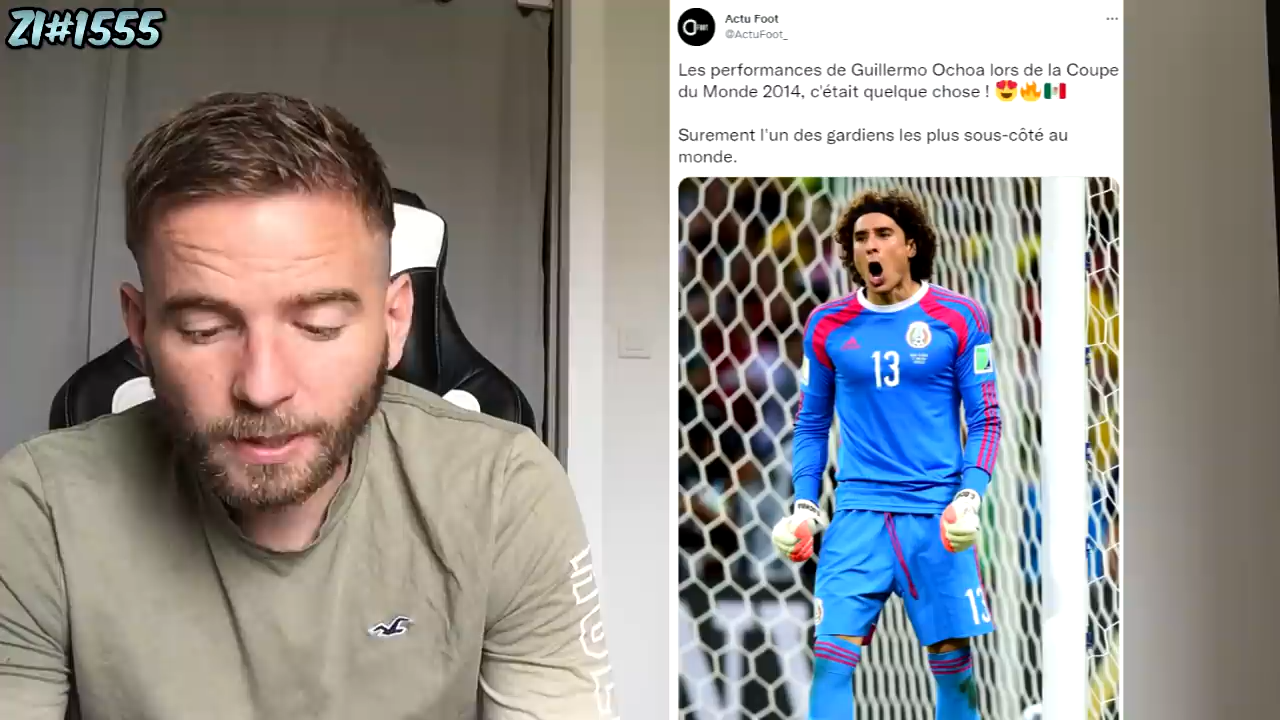 ZI#1555
Actu Foot
@ActuFoot_
Les performances de Guillermo Ochoa lors de la Coupe
du Monde 2014, c'était quelque chose ! 😍🔥🇲🇽
Surement l'un des gardiens les plus sous-côté au
monde.
13
13